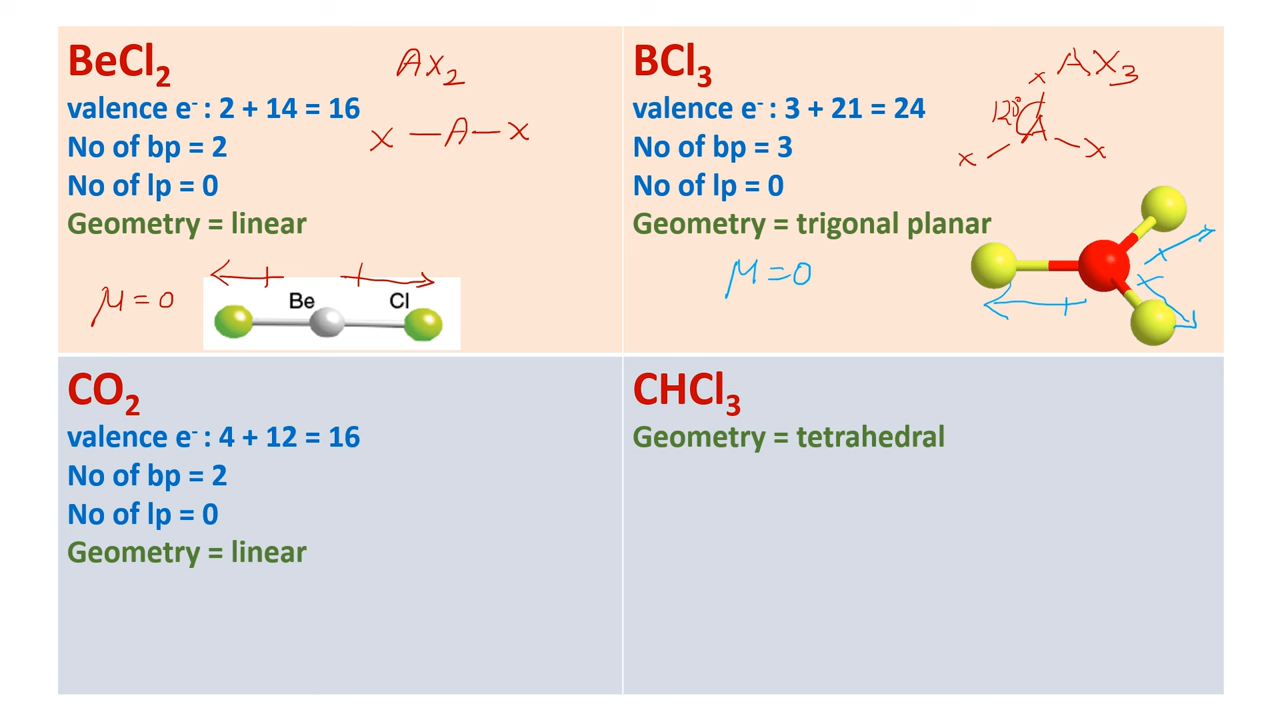 BeCl₂
AX₂
valence e⁻ : 2 + 14 = 16
X — A — X
No of bp = 2
No of lp = 0
Geometry = linear
μ = 0
Be Cl
BCl₃
AX₃
valence e⁻ : 3 + 21 = 24
x
120°
A
x x
No of bp = 3
No of lp = 0
Geometry = trigonal planar
μ = 0
CO₂
valence e⁻ : 4 + 12 = 16
No of bp = 2
No of lp = 0
Geometry = linear
CHCl₃
Geometry = tetrahedral